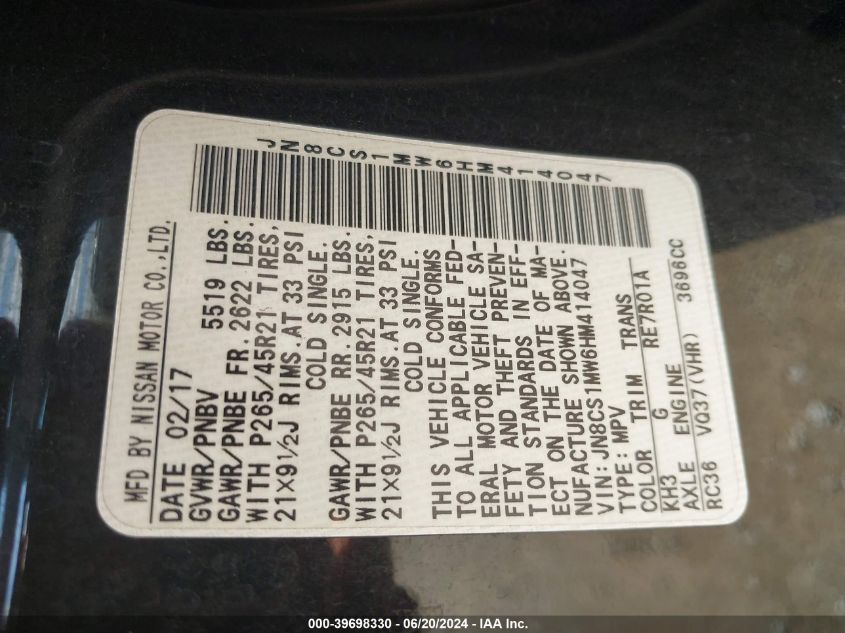 MFD BY NISSAN MOTOR CO.,LTD.
JN8CS1MW6HM414047
DATE 02/17
GVWR/PNBV 5519 LBS.
GAWR/PNBE FR. 2622 LBS.
WITH P265/45R21 TIRES,
21X9½J RIMS.AT 33 PSI
COLD SINGLE.
GAWR/PNBE RR. 2915 LBS.
WITH P265/45R21 TIRES,
21X9½J RIMS.AT 33 PSI
COLD SINGLE.
THIS VEHICLE CONFORMS
TO ALL APPLICABLE FED-
ERAL MOTOR VEHICLE SA-
FETY AND THEFT PREVEN-
TION STANDARDS IN EFF-
ECT ON THE DATE OF MA-
NUFACTURE SHOWN ABOVE.
VIN:JN8CS1MW6HM414047
TYPE: MPV
COLOR TRIM TRANS
KH3 G RE7R01A
AXLE ENGINE
RC36 VQ37(VHR) 3696CC
000-39698330 - 06/20/2024 - IAA Inc.